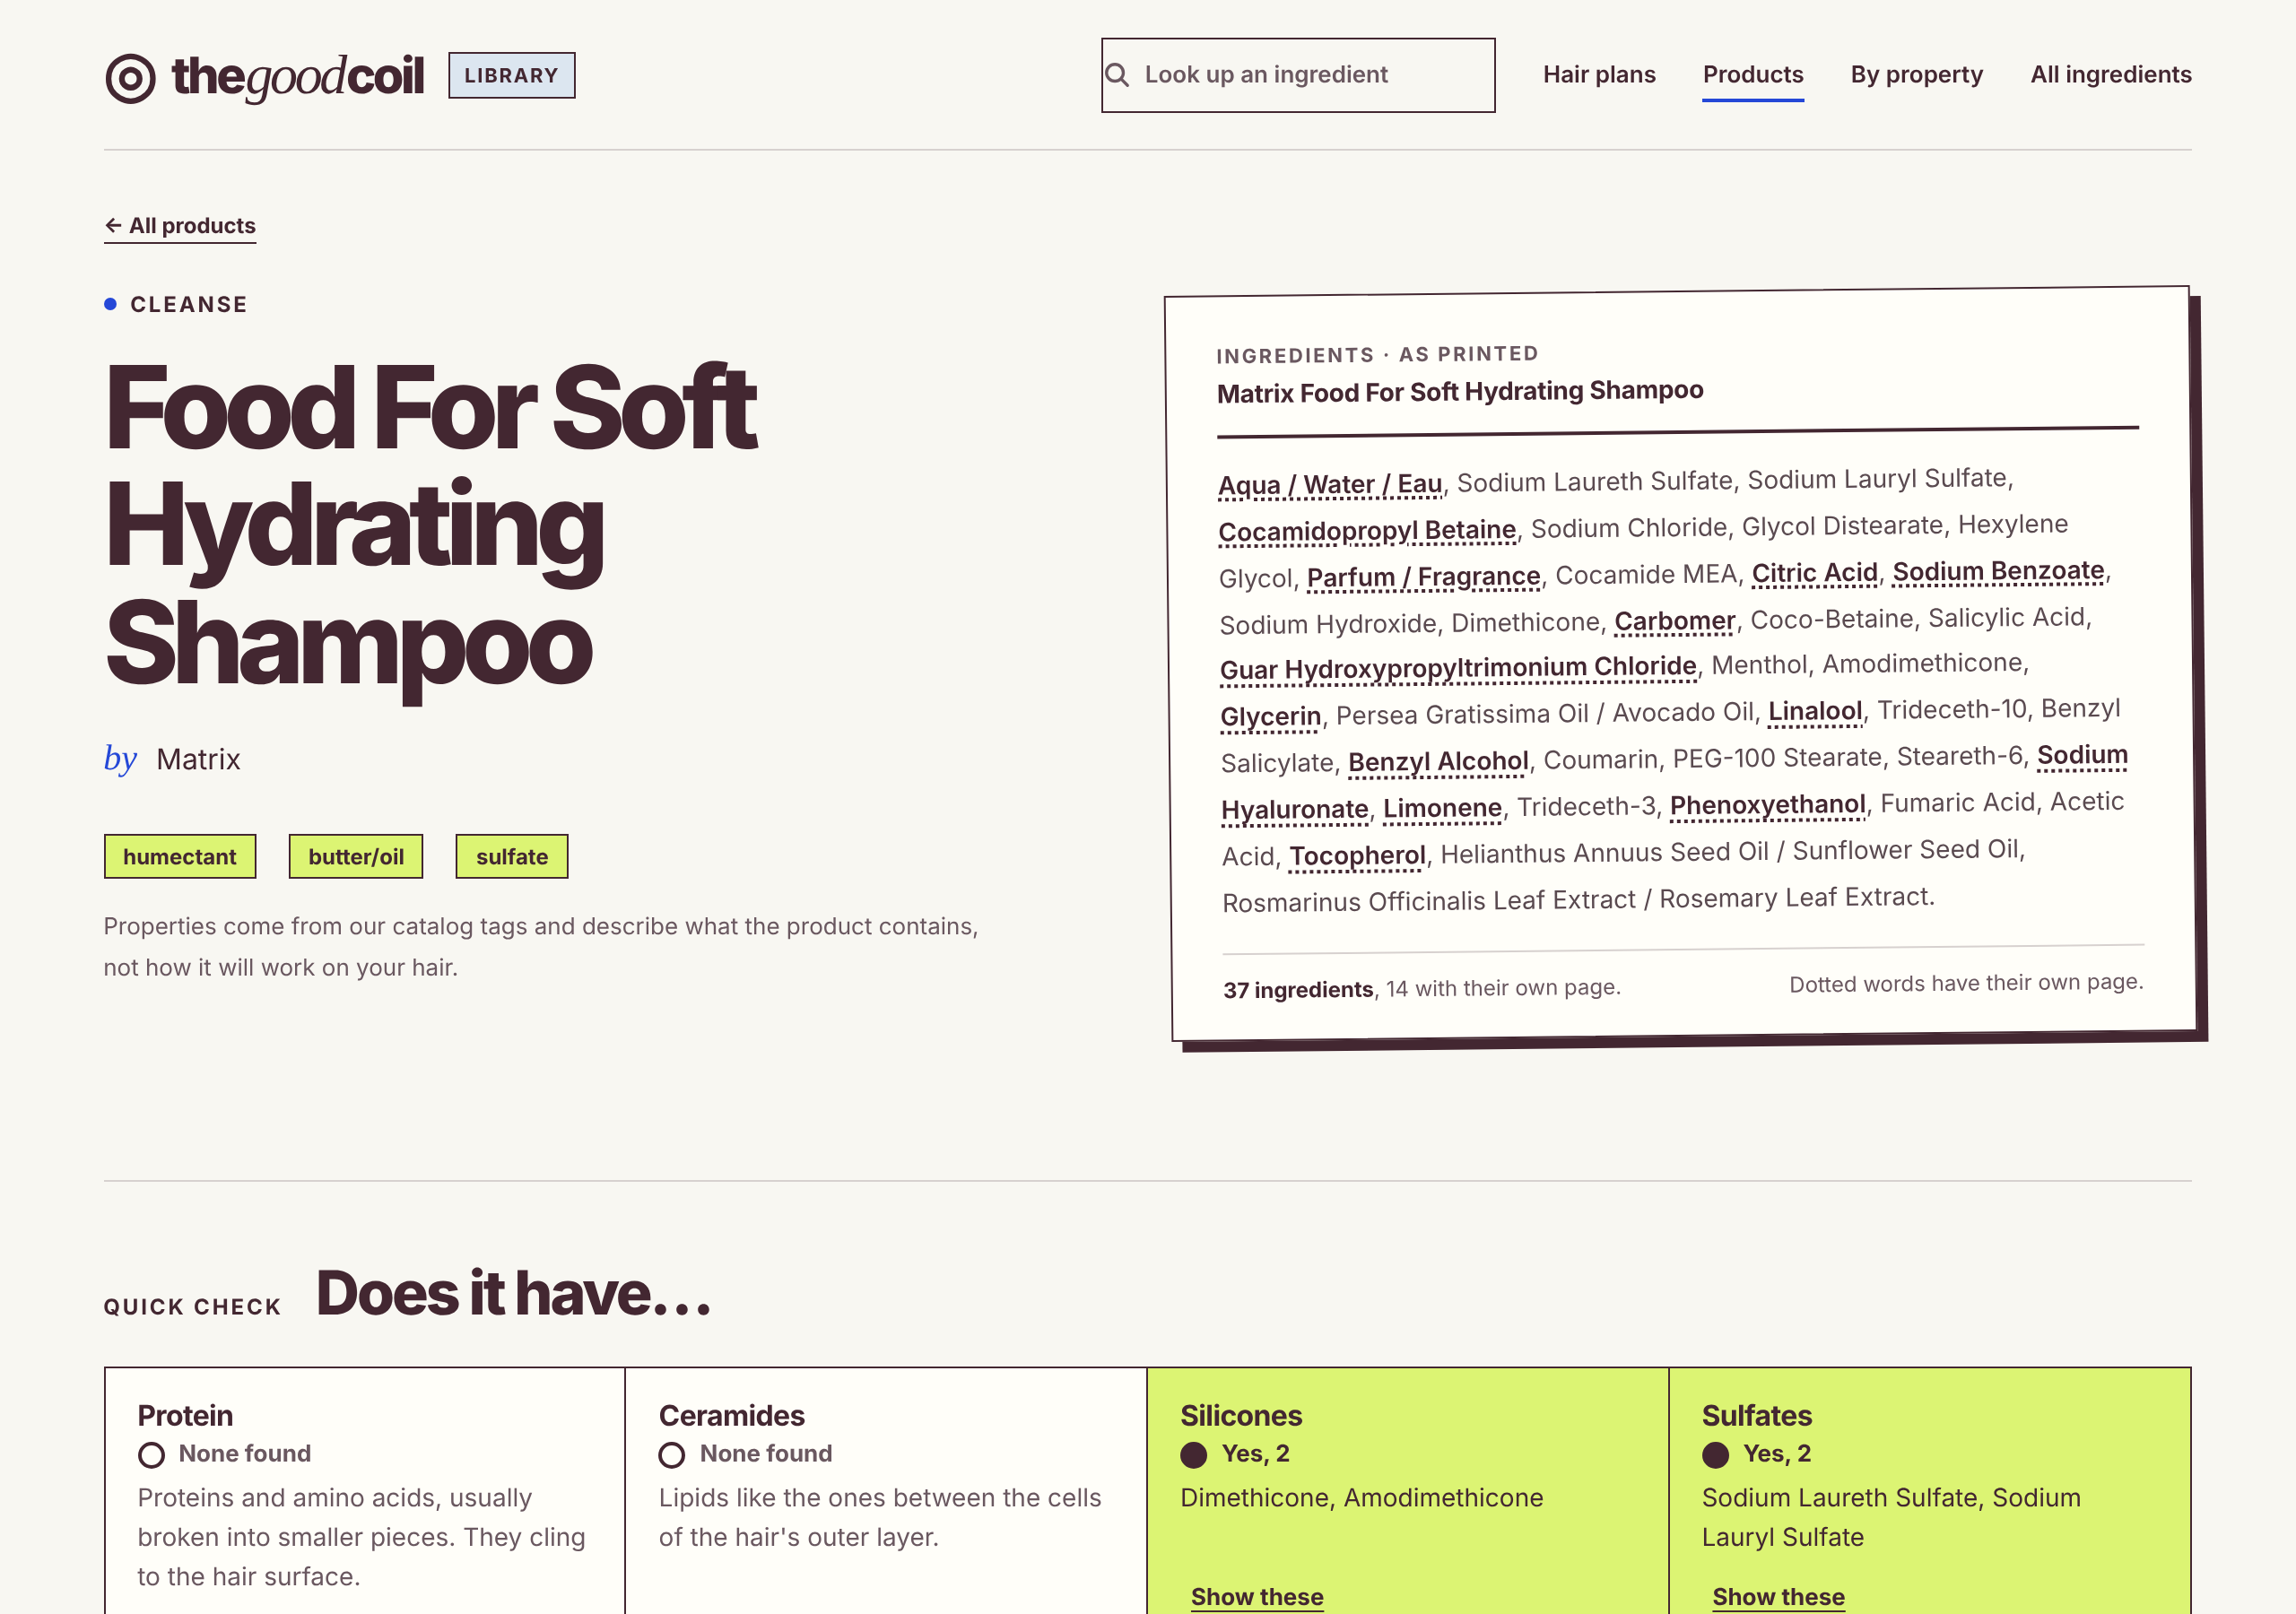 thegoodcoil LIBRARY
Look up an ingredient
Hair plans Products By property All ingredients
← All products
CLEANSE
Food For Soft
Hydrating
Shampoo
by Matrix
humectant butter/oil sulfate
Properties come from our catalog tags and describe what the product contains,
not how it will work on your hair.
INGREDIENTS · AS PRINTED
Matrix Food For Soft Hydrating Shampoo
Aqua / Water / Eau, Sodium Laureth Sulfate, Sodium Lauryl Sulfate,
Cocamidopropyl Betaine, Sodium Chloride, Glycol Distearate, Hexylene
Glycol, Parfum / Fragrance, Cocamide MEA, Citric Acid, Sodium Benzoate,
Sodium Hydroxide, Dimethicone, Carbomer, Coco-Betaine, Salicylic Acid,
Guar Hydroxypropyltrimonium Chloride, Menthol, Amodimethicone,
Glycerin, Persea Gratissima Oil / Avocado Oil, Linalool, Trideceth-10, Benzyl
Salicylate, Benzyl Alcohol, Coumarin, PEG-100 Stearate, Steareth-6, Sodium
Hyaluronate, Limonene, Trideceth-3, Phenoxyethanol, Fumaric Acid, Acetic
Acid, Tocopherol, Helianthus Annuus Seed Oil / Sunflower Seed Oil,
Rosmarinus Officinalis Leaf Extract / Rosemary Leaf Extract.
37 ingredients, 14 with their own page.
Dotted words have their own page.
QUICK CHECK Does it have…
Protein
None found
Proteins and amino acids, usually
broken into smaller pieces. They cling
to the hair surface.
Ceramides
None found
Lipids like the ones between the cells
of the hair's outer layer.
Silicones
Yes, 2
Dimethicone, Amodimethicone
Show these
Sulfates
Yes, 2
Sodium Laureth Sulfate, Sodium
Lauryl Sulfate
Show these